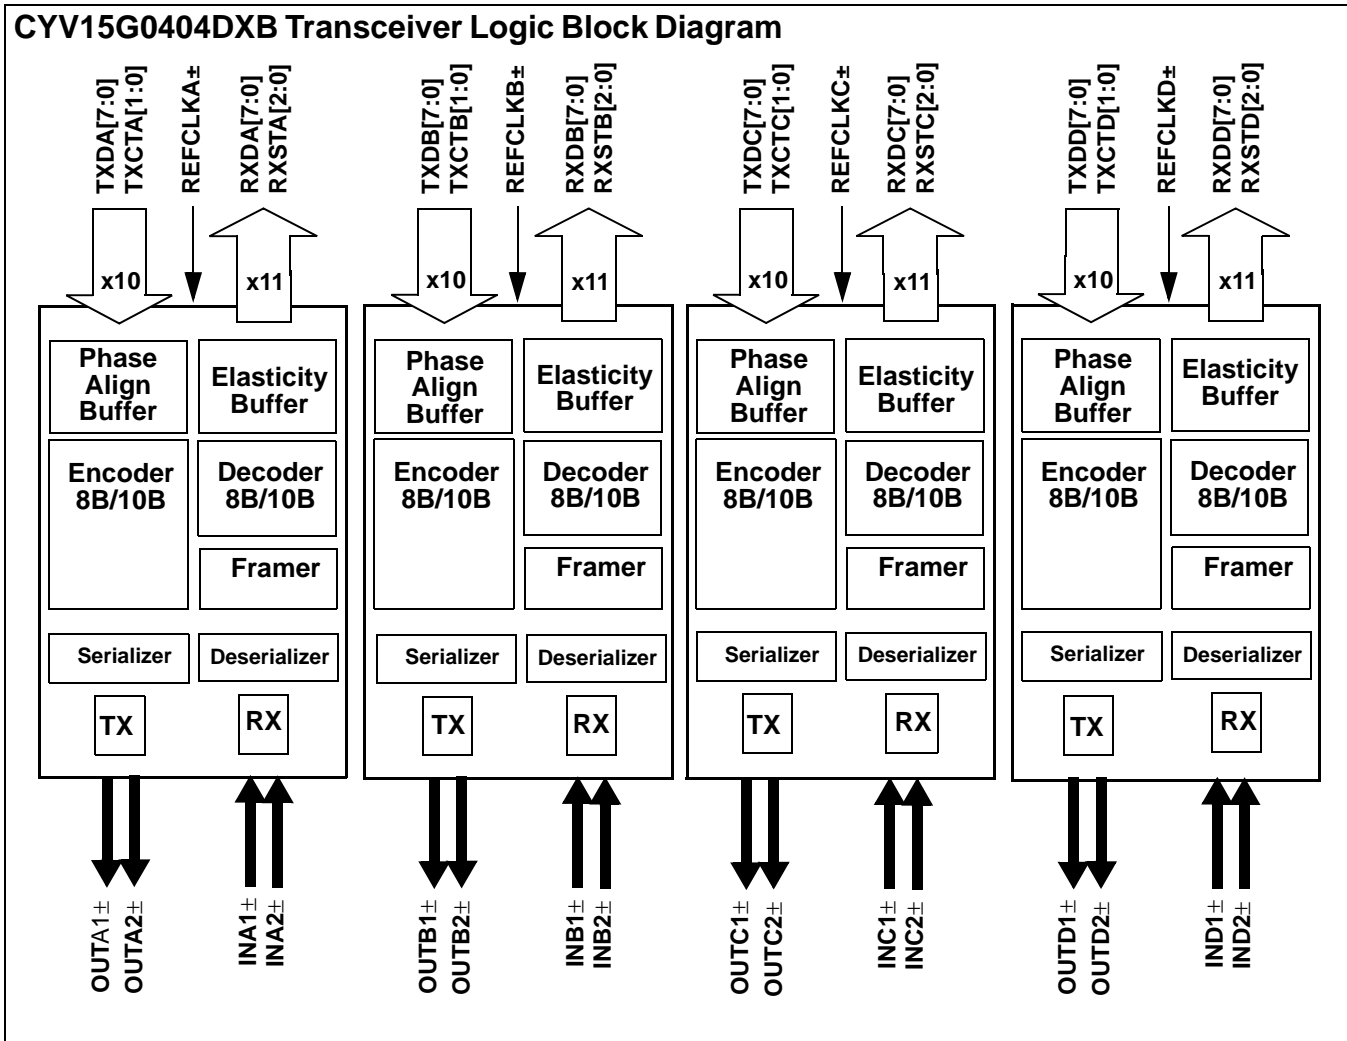 CYV15G0404DXB Transceiver Logic Block Diagram
TXDA[7:0]
TXCTA[1:0]
REFCLKA±
RXDA[7:0]
RXSTA[2:0]
TXDB[7:0]
TXCTB[1:0]
REFCLKB±
RXDB[7:0]
RXSTB[2:0]
TXDC[7:0]
TXCTC[1:0]
REFCLKC±
RXDC[7:0]
RXSTC[2:0]
TXDD[7:0]
TXCTD[1:0]
REFCLKD±
RXDD[7:0]
RXSTD[2:0]
x10
x11
x10
x11
x10
x11
x10
x11
Phase
Align
Buffer
Elasticity
Buffer
Phase
Align
Buffer
Elasticity
Buffer
Phase
Align
Buffer
Elasticity
Buffer
Phase
Align
Buffer
Elasticity
Buffer
Encoder
8B/10B
Decoder
8B/10B
Encoder
8B/10B
Decoder
8B/10B
Encoder
8B/10B
Decoder
8B/10B
Encoder
8B/10B
Decoder
8B/10B
Framer
Framer
Framer
Framer
Serializer
Deserializer
Serializer
Deserializer
Serializer
Deserializer
Serializer
Deserializer
TX
RX
TX
RX
TX
RX
TX
RX
OUTA1±
OUTA2±
INA1±
INA2±
OUTB1±
OUTB2±
INB1±
INB2±
OUTC1±
OUTC2±
INC1±
INC2±
OUTD1±
OUTD2±
IND1±
IND2±